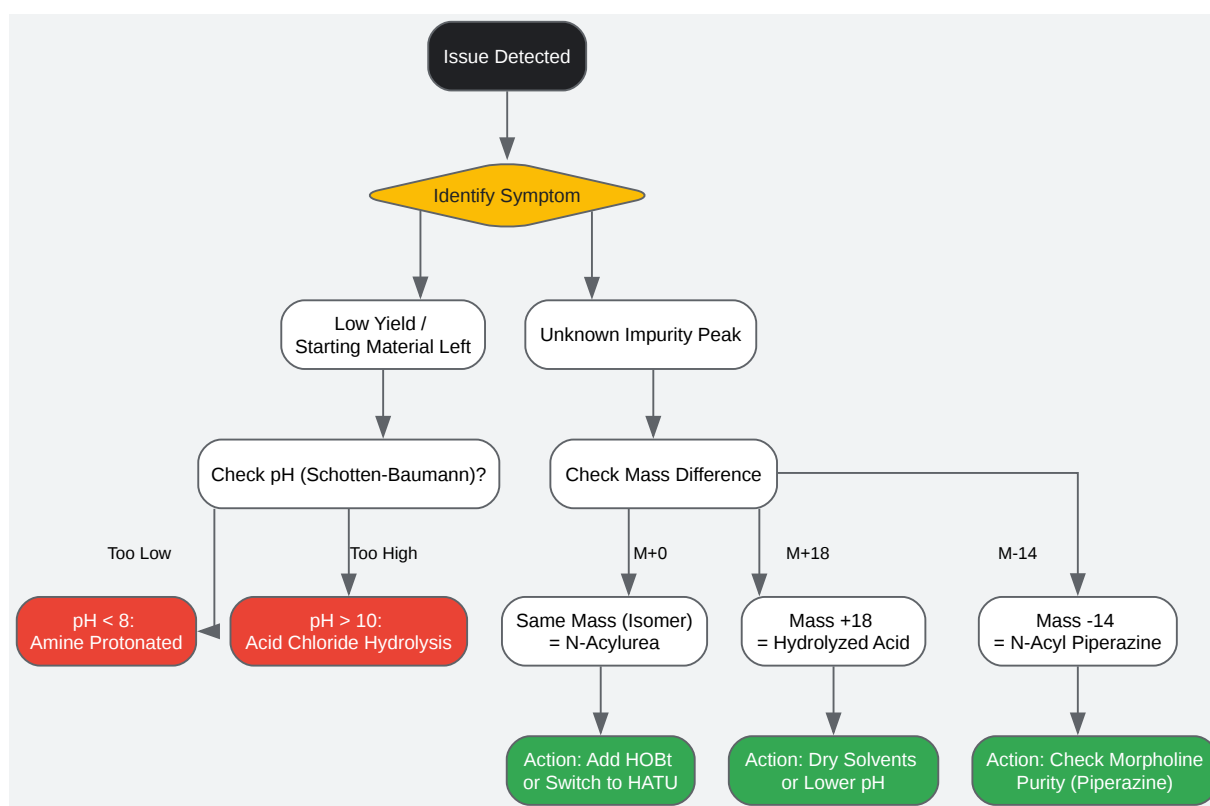 Issue Detected
Identify Symptom
Low Yield /
Starting Material Left
Unknown Impurity Peak
Check pH (Schotten-Baumann)?
Check Mass Difference
Too Low
Too High
M+0
M+18
M-14
pH < 8:
Amine Protonated
pH > 10:
Acid Chloride Hydrolysis
Same Mass (Isomer)
= N-Acylurea
Mass +18
= Hydrolyzed Acid
Mass -14
= N-Acyl Piperazine
Action: Add HOBt
or Switch to HATU
Action: Dry Solvents
or Lower pH
Action: Check Morpholine
Purity (Piperazine)